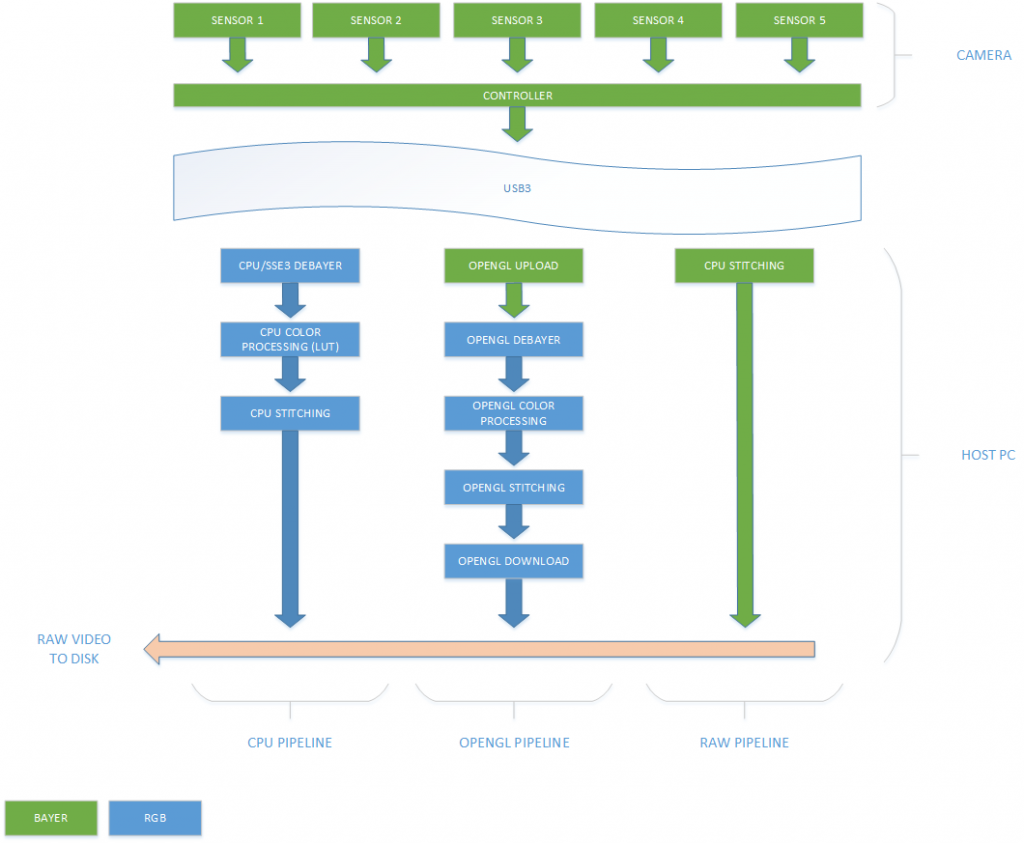 SENSOR 1
SENSOR 2
SENSOR 3
SENSOR 4
SENSOR 5
CAMERA
CONTROLLER
USB3
CPU/SSE3 DEBAYER
OPENGL UPLOAD
CPU STITCHING
CPU COLOR
PROCESSING (LUT)
OPENGL DEBAYER
CPU STITCHING
OPENGL COLOR
PROCESSING
HOST PC
OPENGL STITCHING
OPENGL DOWNLOAD
RAW VIDEO
TO DISK
CPU PIPELINE
OPENGL PIPELINE
RAW PIPELINE
BAYER
RGB